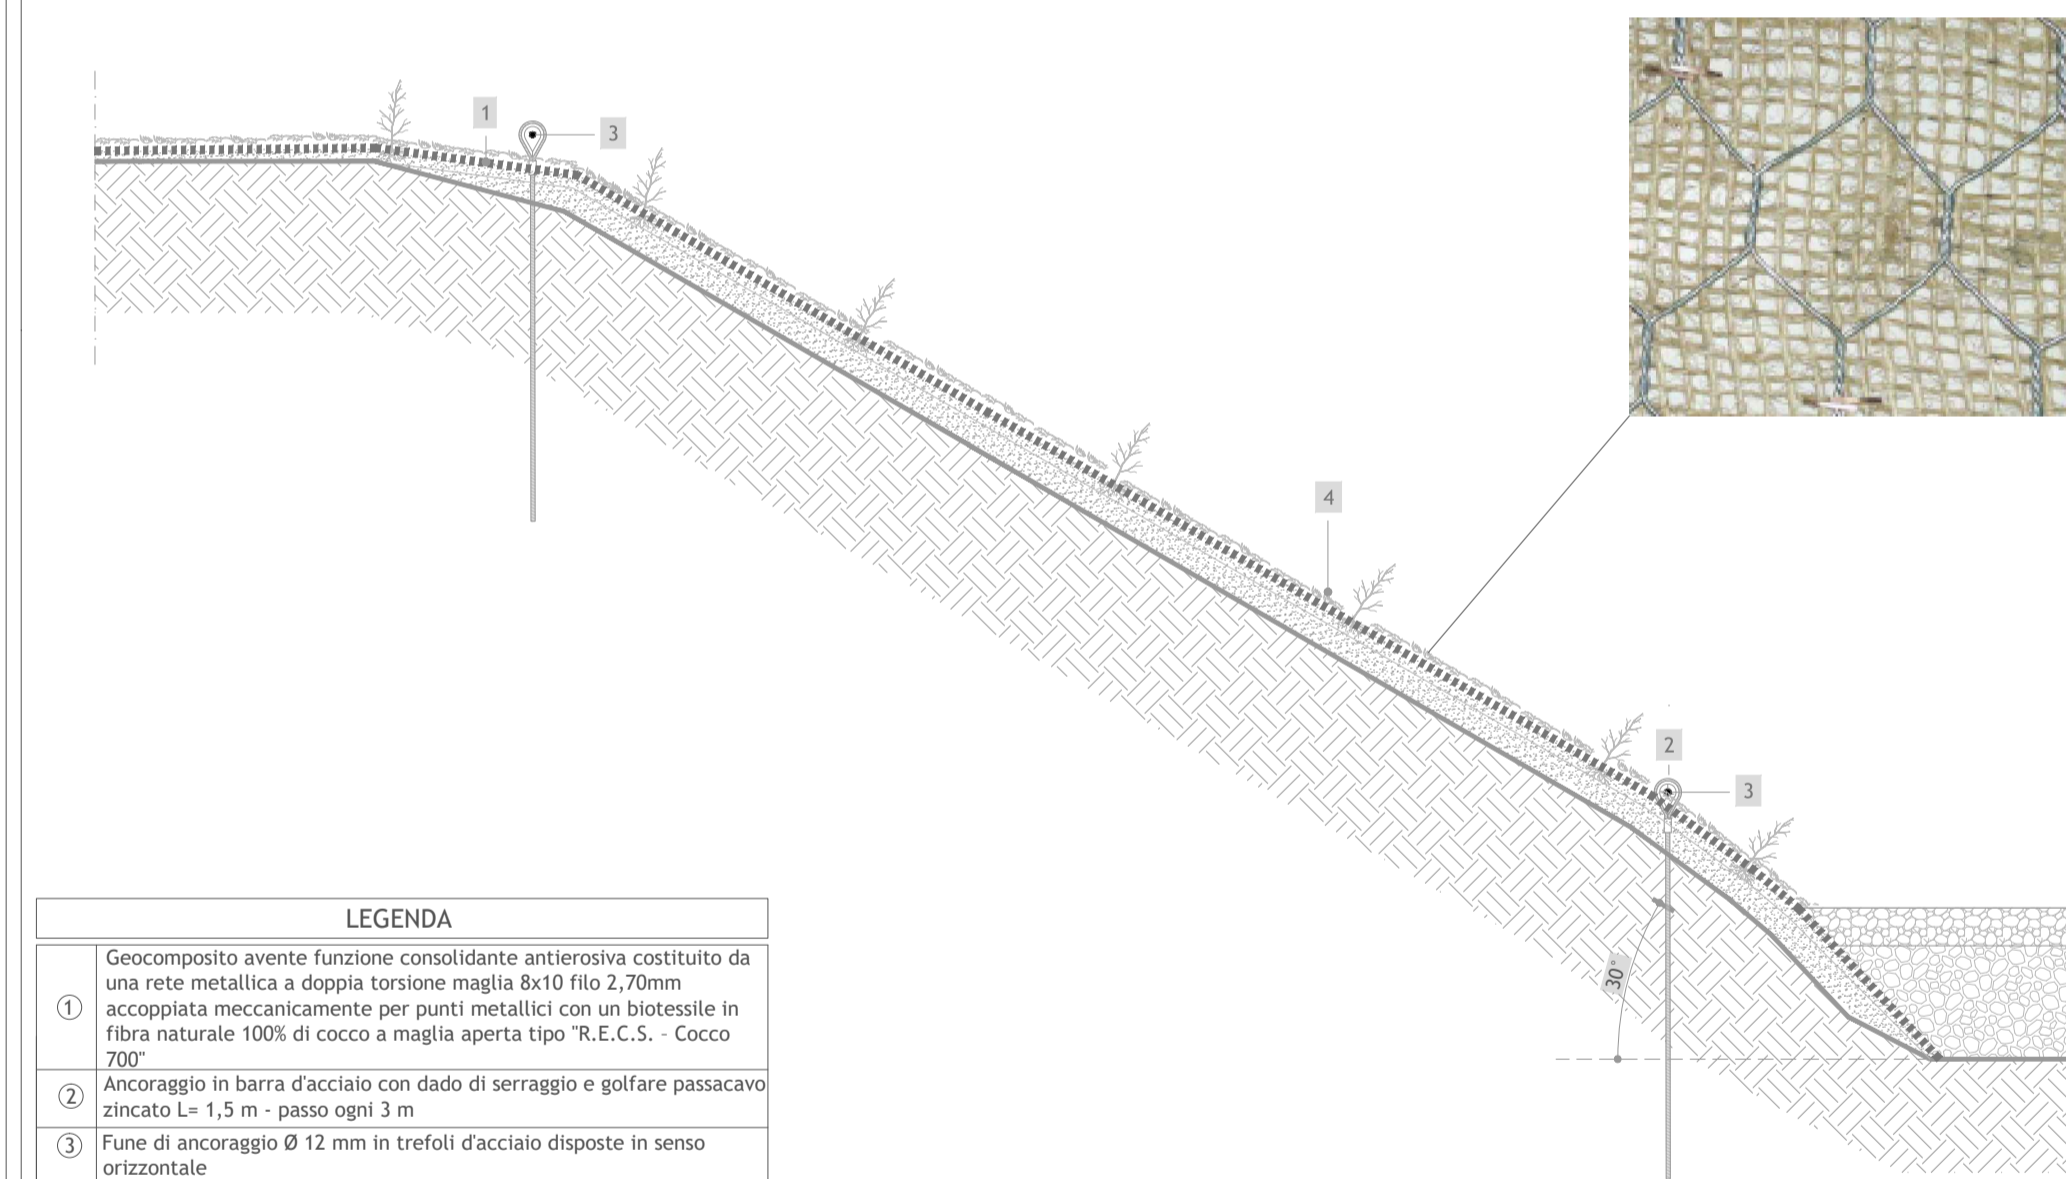 1
3
4
2
3
30°
LEGENDA
1
Geocomposito avente funzione consolidante antierosiva costituito da
una rete metallica a doppia torsione maglia 8x10 filo 2,70mm
accoppiata meccanicamente per punti metallici con un biotessile in
fibra naturale 100% di cocco a maglia aperta tipo "R.E.C.S. - Cocco
700"
2
Ancoraggio in barra d'acciaio con dado di serraggio e golfare passacavo
zincato L= 1,5 m - passo ogni 3 m
3
Fune di ancoraggio Ø 12 mm in trefoli d'acciaio disposte in senso
orizzontale